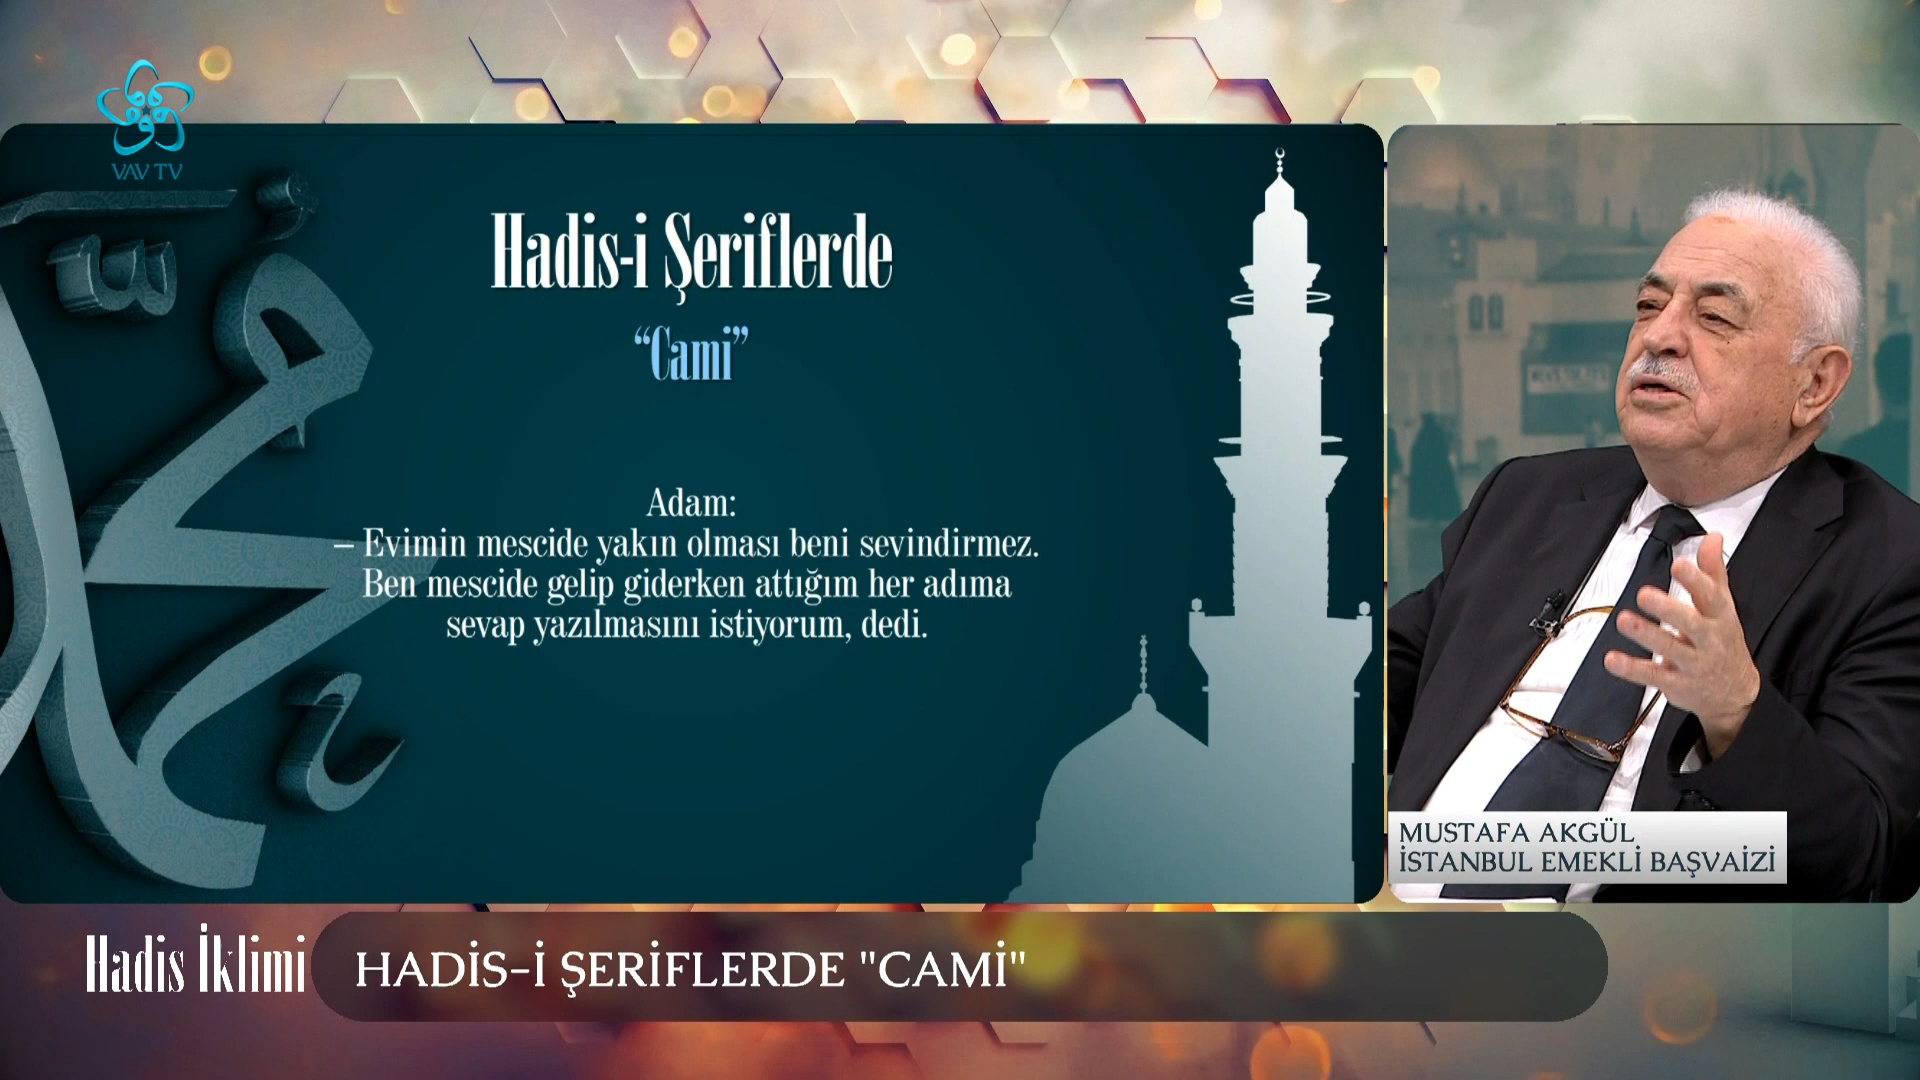 VAV TV
Hadis-i Şeriflerde
“Cami”
Adam:
– Evimin mescide yakın olması beni sevindirmez.
Ben mescide gelip giderken attığım her adıma
sevap yazılmasını istiyorum, dedi.
MUSTAFA AKGÜL
İSTANBUL EMEKLİ BAŞVAİZİ
Hadis İklimi
HADİS-İ ŞERİFLERDE "CAMİ"